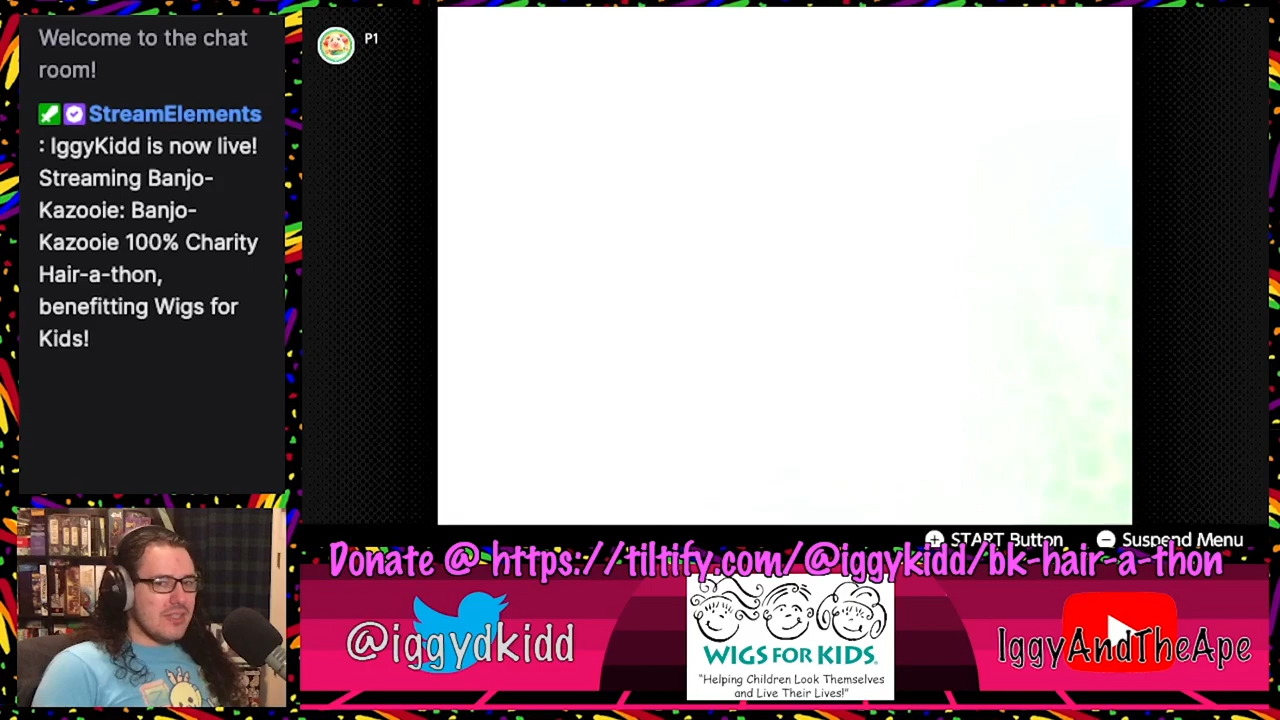 Welcome to the chat
room!
StreamElements
: IggyKidd is now live!
Streaming Banjo-
Kazooie: Banjo-
Kazooie 100% Charity
Hair-a-thon,
benefitting Wigs for
Kids!
P1
START Button
Suspend Menu
Donate @ https://tiltify.com/@iggykidd/bk-hair-a-thon
@iggydkidd
WIGS FOR KIDS.
"Helping Children Look Themselves
and Live Their Lives!"
IggyAndTheApe